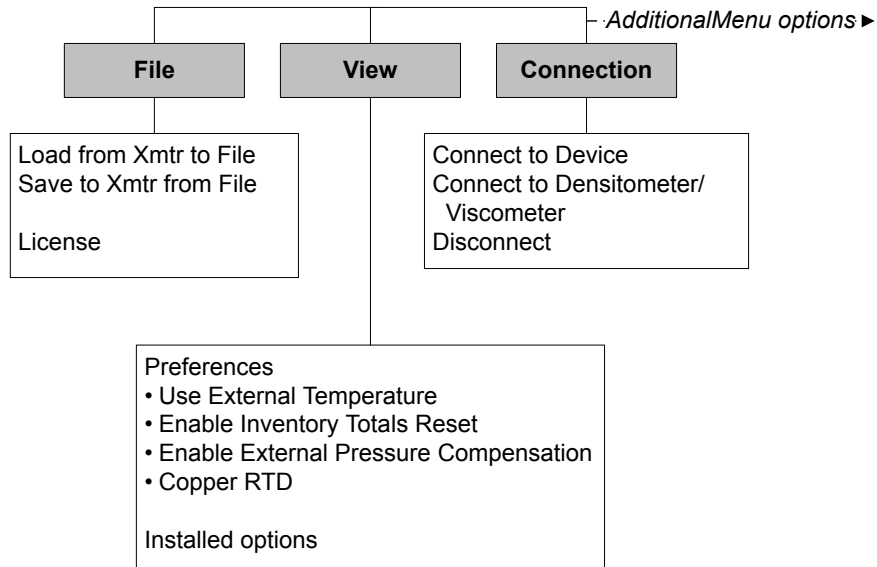 AdditionalMenu options ►
File
View
Connection
Load from Xmtr to File
Save to Xmtr from File
License
Connect to Device
Connect to Densitometer/
Viscometer
Disconnect
Preferences
• Use External Temperature
• Enable Inventory Totals Reset
• Enable External Pressure Compensation
• Copper RTD
Installed options